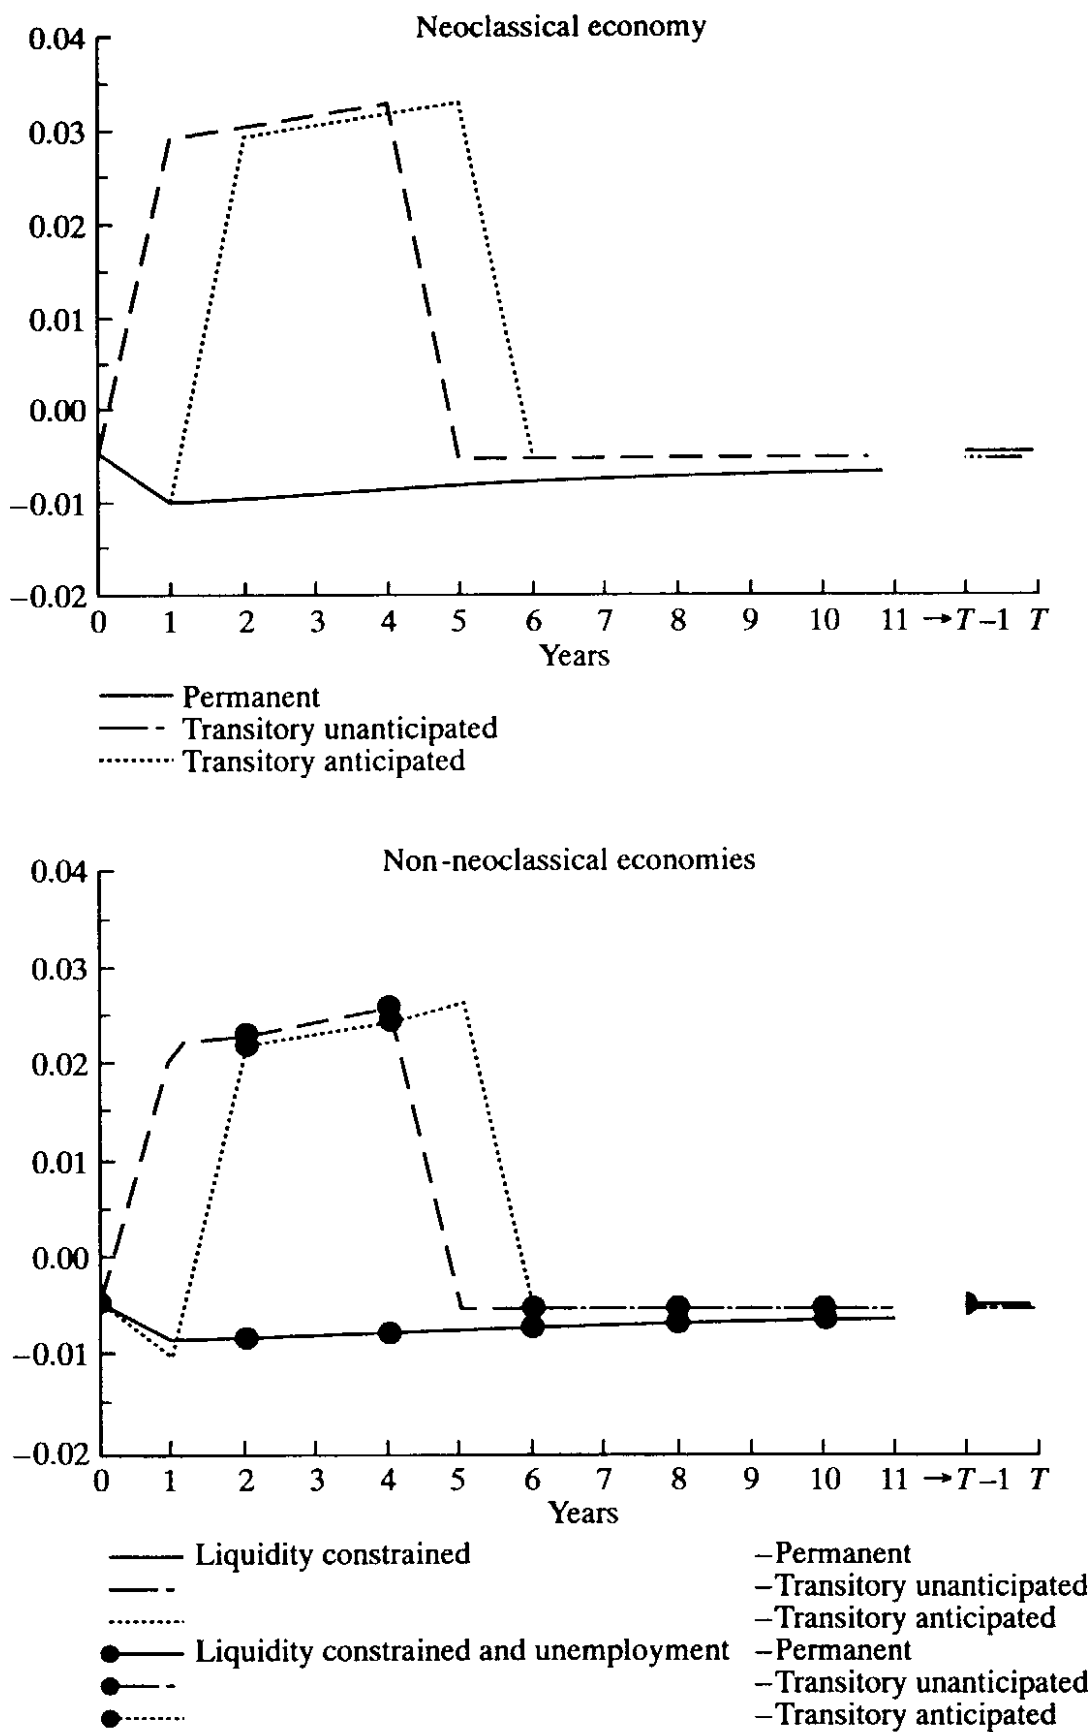 Neoclassical economy
0.04
0.03
0.02
0.01
0.00
−0.01
−0.02
0 1 2 3 4 5 6 7 8 9 10 11 →T−1 T
Years
Permanent
Transitory unanticipated
Transitory anticipated
Non-neoclassical economies
0.04
0.03
0.02
0.01
0.00
−0.01
−0.02
0 1 2 3 4 5 6 7 8 9 10 11 →T−1 T
Years
Liquidity constrained −Permanent
−Transitory unanticipated
−Transitory anticipated
Liquidity constrained and unemployment −Permanent
−Transitory unanticipated
−Transitory anticipated